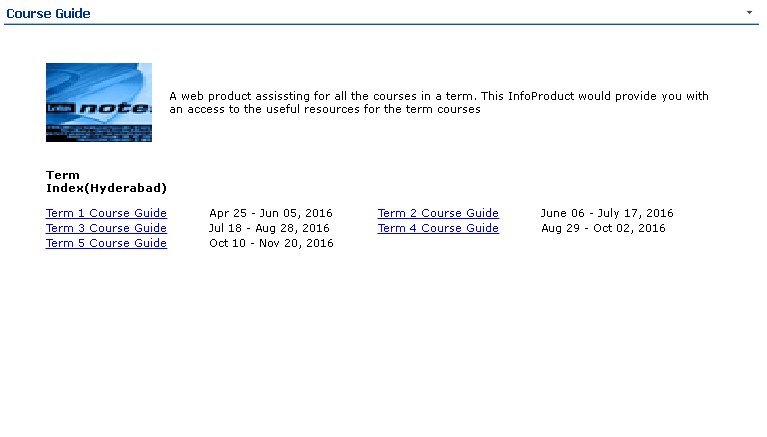 Course Guide
note
A web product assissting for all the courses in a term. This InfoProduct would provide you with
an access to the useful resources for the term courses
Term
Index(Hyderabad)
Term 1 Course Guide Apr 25 - Jun 05, 2016 Term 2 Course Guide June 06 - July 17, 2016
Term 3 Course Guide Jul 18 - Aug 28, 2016 Term 4 Course Guide Aug 29 - Oct 02, 2016
Term 5 Course Guide Oct 10 - Nov 20, 2016